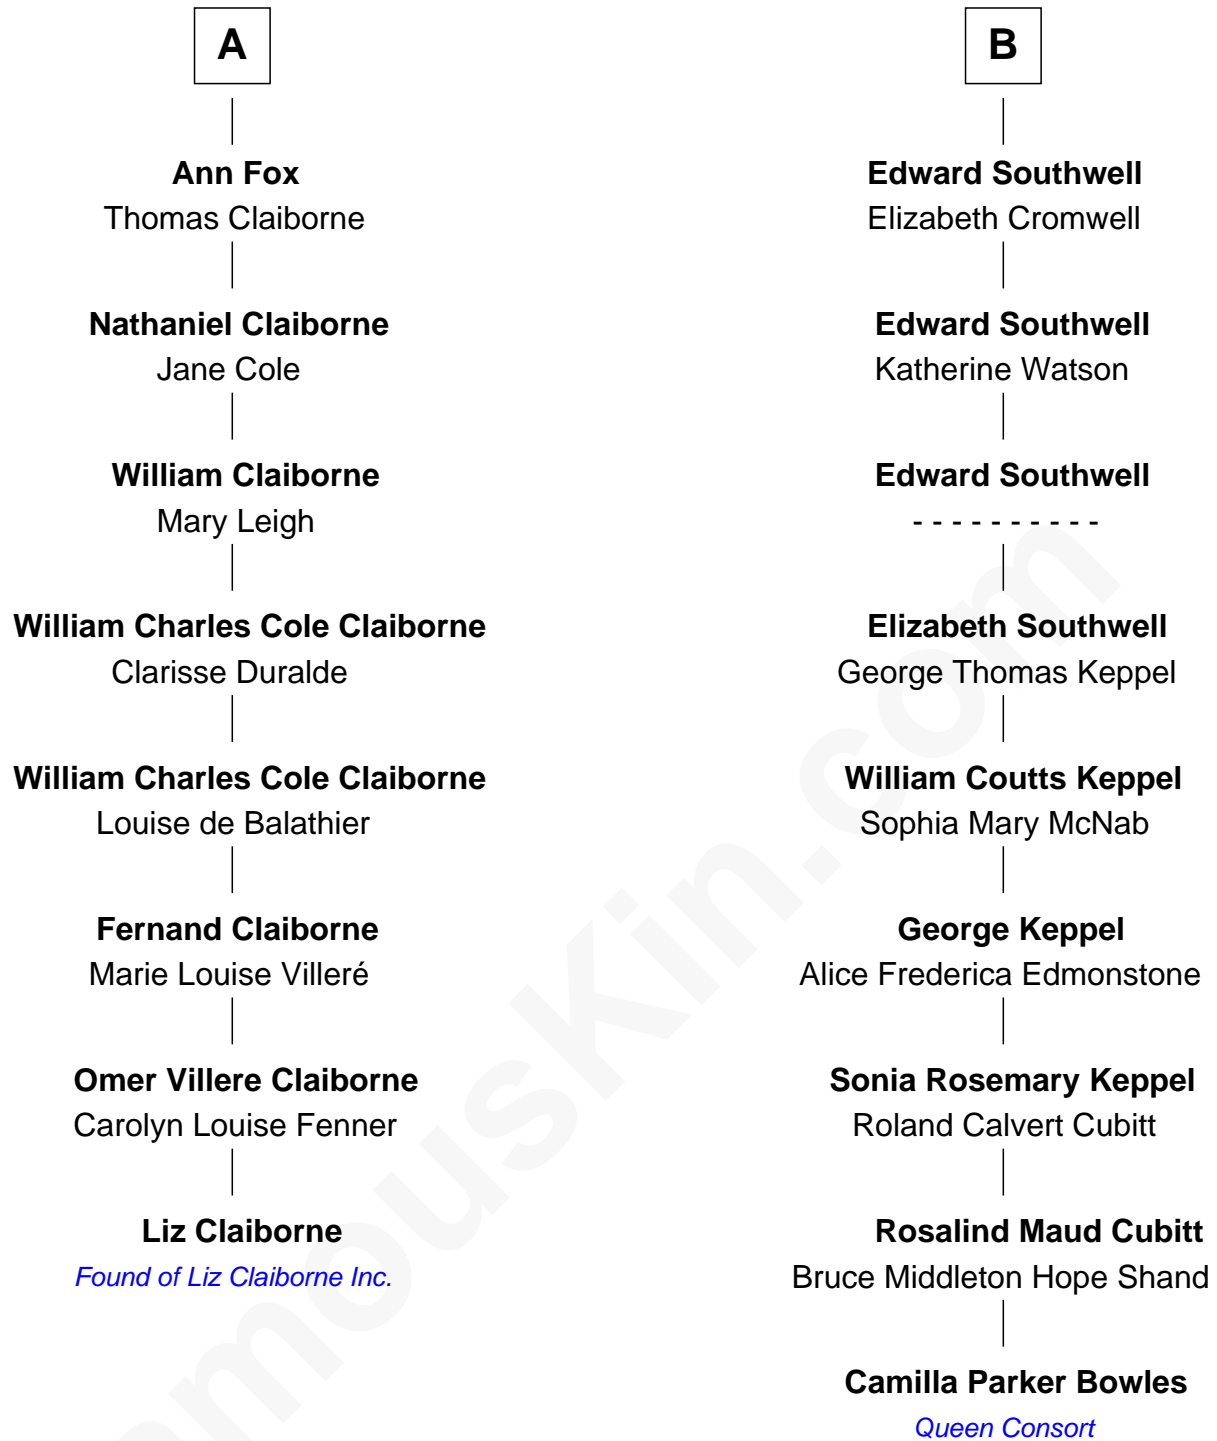 A
Ann Fox
Thomas Claiborne
Nathaniel Claiborne
Jane Cole
William Claiborne
Mary Leigh
William Charles Cole Claiborne
Clarisse Duralde
William Charles Cole Claiborne
Louise de Balathier
Fernand Claiborne
Marie Louise Villeré
Omer Villere Claiborne
Carolyn Louise Fenner
Liz Claiborne
Found of Liz Claiborne Inc.
B
Edward Southwell
Elizabeth Cromwell
Edward Southwell
Katherine Watson
Edward Southwell
- - - - - - - - - -
Elizabeth Southwell
George Thomas Keppel
William Coutts Keppel
Sophia Mary McNab
George Keppel
Alice Frederica Edmonstone
Sonia Rosemary Keppel
Roland Calvert Cubitt
Rosalind Maud Cubitt
Bruce Middleton Hope Shand
Camilla Parker Bowles
Queen Consort
amouskin.com